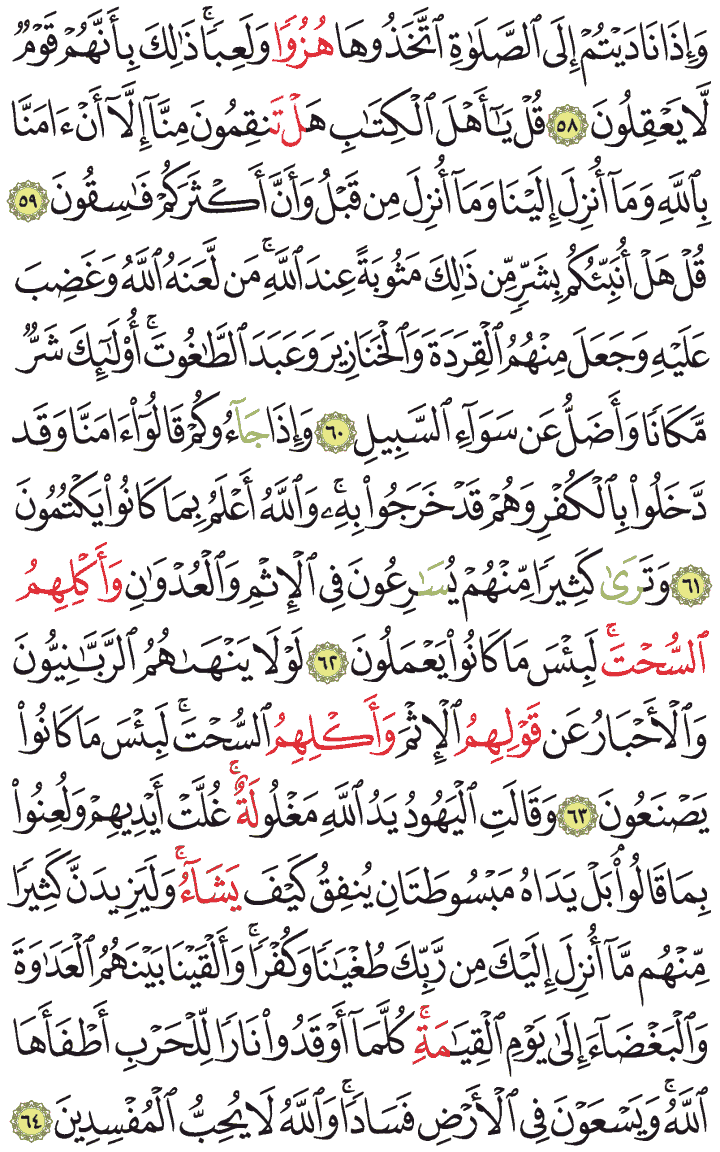 وَإِذَا نَادَيْتُمْ إِلَى ٱلصَّلَوٰةِ ٱتَّخَذُوهَا هُزُوًا وَلَعِبًا ۚ ذَٰلِكَ بِأَنَّهُمْ قَوْمٌ
لَّا يَعْقِلُونَ ٥٨ قُلْ يَـٰٓأَهْلَ ٱلْكِتَـٰبِ هَلْ تَنقِمُونَ مِنَّآ إِلَّآ أَنْ ءَامَنَّا
بِٱللَّهِ وَمَآ أُنزِلَ إِلَيْنَا وَمَآ أُنزِلَ مِن قَبْلُ وَأَنَّ أَكْثَرَكُمْ فَـٰسِقُونَ ٥٩
قُلْ هَلْ أُنَبِّئُكُم بِشَرٍّ مِّن ذَٰلِكَ مَثُوبَةً عِندَ ٱللَّهِ ۚ مَن لَّعَنَهُ ٱللَّهُ وَغَضِبَ
عَلَيْهِ وَجَعَلَ مِنْهُمُ ٱلْقِرَدَةَ وَٱلْخَنَازِيرَ وَعَبَدَ ٱلطَّـٰغُوتَ ۚ أُو۟لَـٰٓئِكَ شَرٌّ
مَّكَانًا وَأَضَلُّ عَن سَوَآءِ ٱلسَّبِيلِ ٦٠ وَإِذَا جَآءُوكُمْ قَالُوٓا۟ ءَامَنَّا وَقَد
دَّخَلُوا۟ بِٱلْكُفْرِ وَهُمْ قَدْ خَرَجُوا۟ بِهِۦ ۚ وَٱللَّهُ أَعْلَمُ بِمَا كَانُوا۟ يَكْتُمُونَ
٦١ وَتَرَىٰ كَثِيرًا مِّنْهُمْ يُسَـٰرِعُونَ فِى ٱلْإِثْمِ وَٱلْعُدْوَٰنِ وَأَكْلِهِمُ
ٱلسُّحْتَ ۚ لَبِئْسَ مَا كَانُوا۟ يَعْمَلُونَ ٦٢ لَوْلَا يَنْهَىٰهُمُ ٱلرَّبَّـٰنِيُّونَ
وَٱلْأَحْبَارُ عَن قَوْلِهِمُ ٱلْإِثْمَ وَأَكْلِهِمُ ٱلسُّحْتَ ۚ لَبِئْسَ مَا كَانُوا۟
يَصْنَعُونَ ٦٣ وَقَالَتِ ٱلْيَهُودُ يَدُ ٱللَّهِ مَغْلُولَةٌ ۚ غُلَّتْ أَيْدِيهِمْ وَلُعِنُوا۟
بِمَا قَالُوا۟ ۘ بَلْ يَدَاهُ مَبْسُوطَتَانِ يُنفِقُ كَيْفَ يَشَآءُ ۚ وَلَيَزِيدَنَّ كَثِيرًا
مِّنْهُم مَّآ أُنزِلَ إِلَيْكَ مِن رَّبِّكَ طُغْيَـٰنًا وَكُفْرًا ۚ وَأَلْقَيْنَا بَيْنَهُمُ ٱلْعَدَٰوَةَ
وَٱلْبَغْضَآءَ إِلَىٰ يَوْمِ ٱلْقِيَـٰمَةِ ۚ كُلَّمَآ أَوْقَدُوا۟ نَارًا لِّلْحَرْبِ أَطْفَأَهَا
ٱللَّهُ ۚ وَيَسْعَوْنَ فِى ٱلْأَرْضِ فَسَادًا ۚ وَٱللَّهُ لَا يُحِبُّ ٱلْمُفْسِدِينَ ٦٤